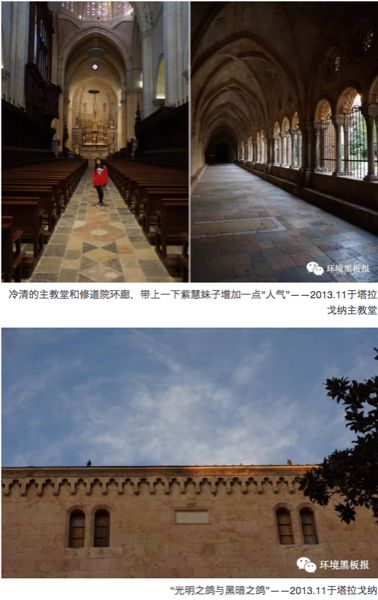 环境黑板报
冷清的主教堂和修道院环廊，带上一下紫慧妹子增加一点“人气”——2013.11于塔拉
戈纳主教堂
环境黑板报
“光明之鸽与黑暗之鸽”——2013.11于塔拉戈纳